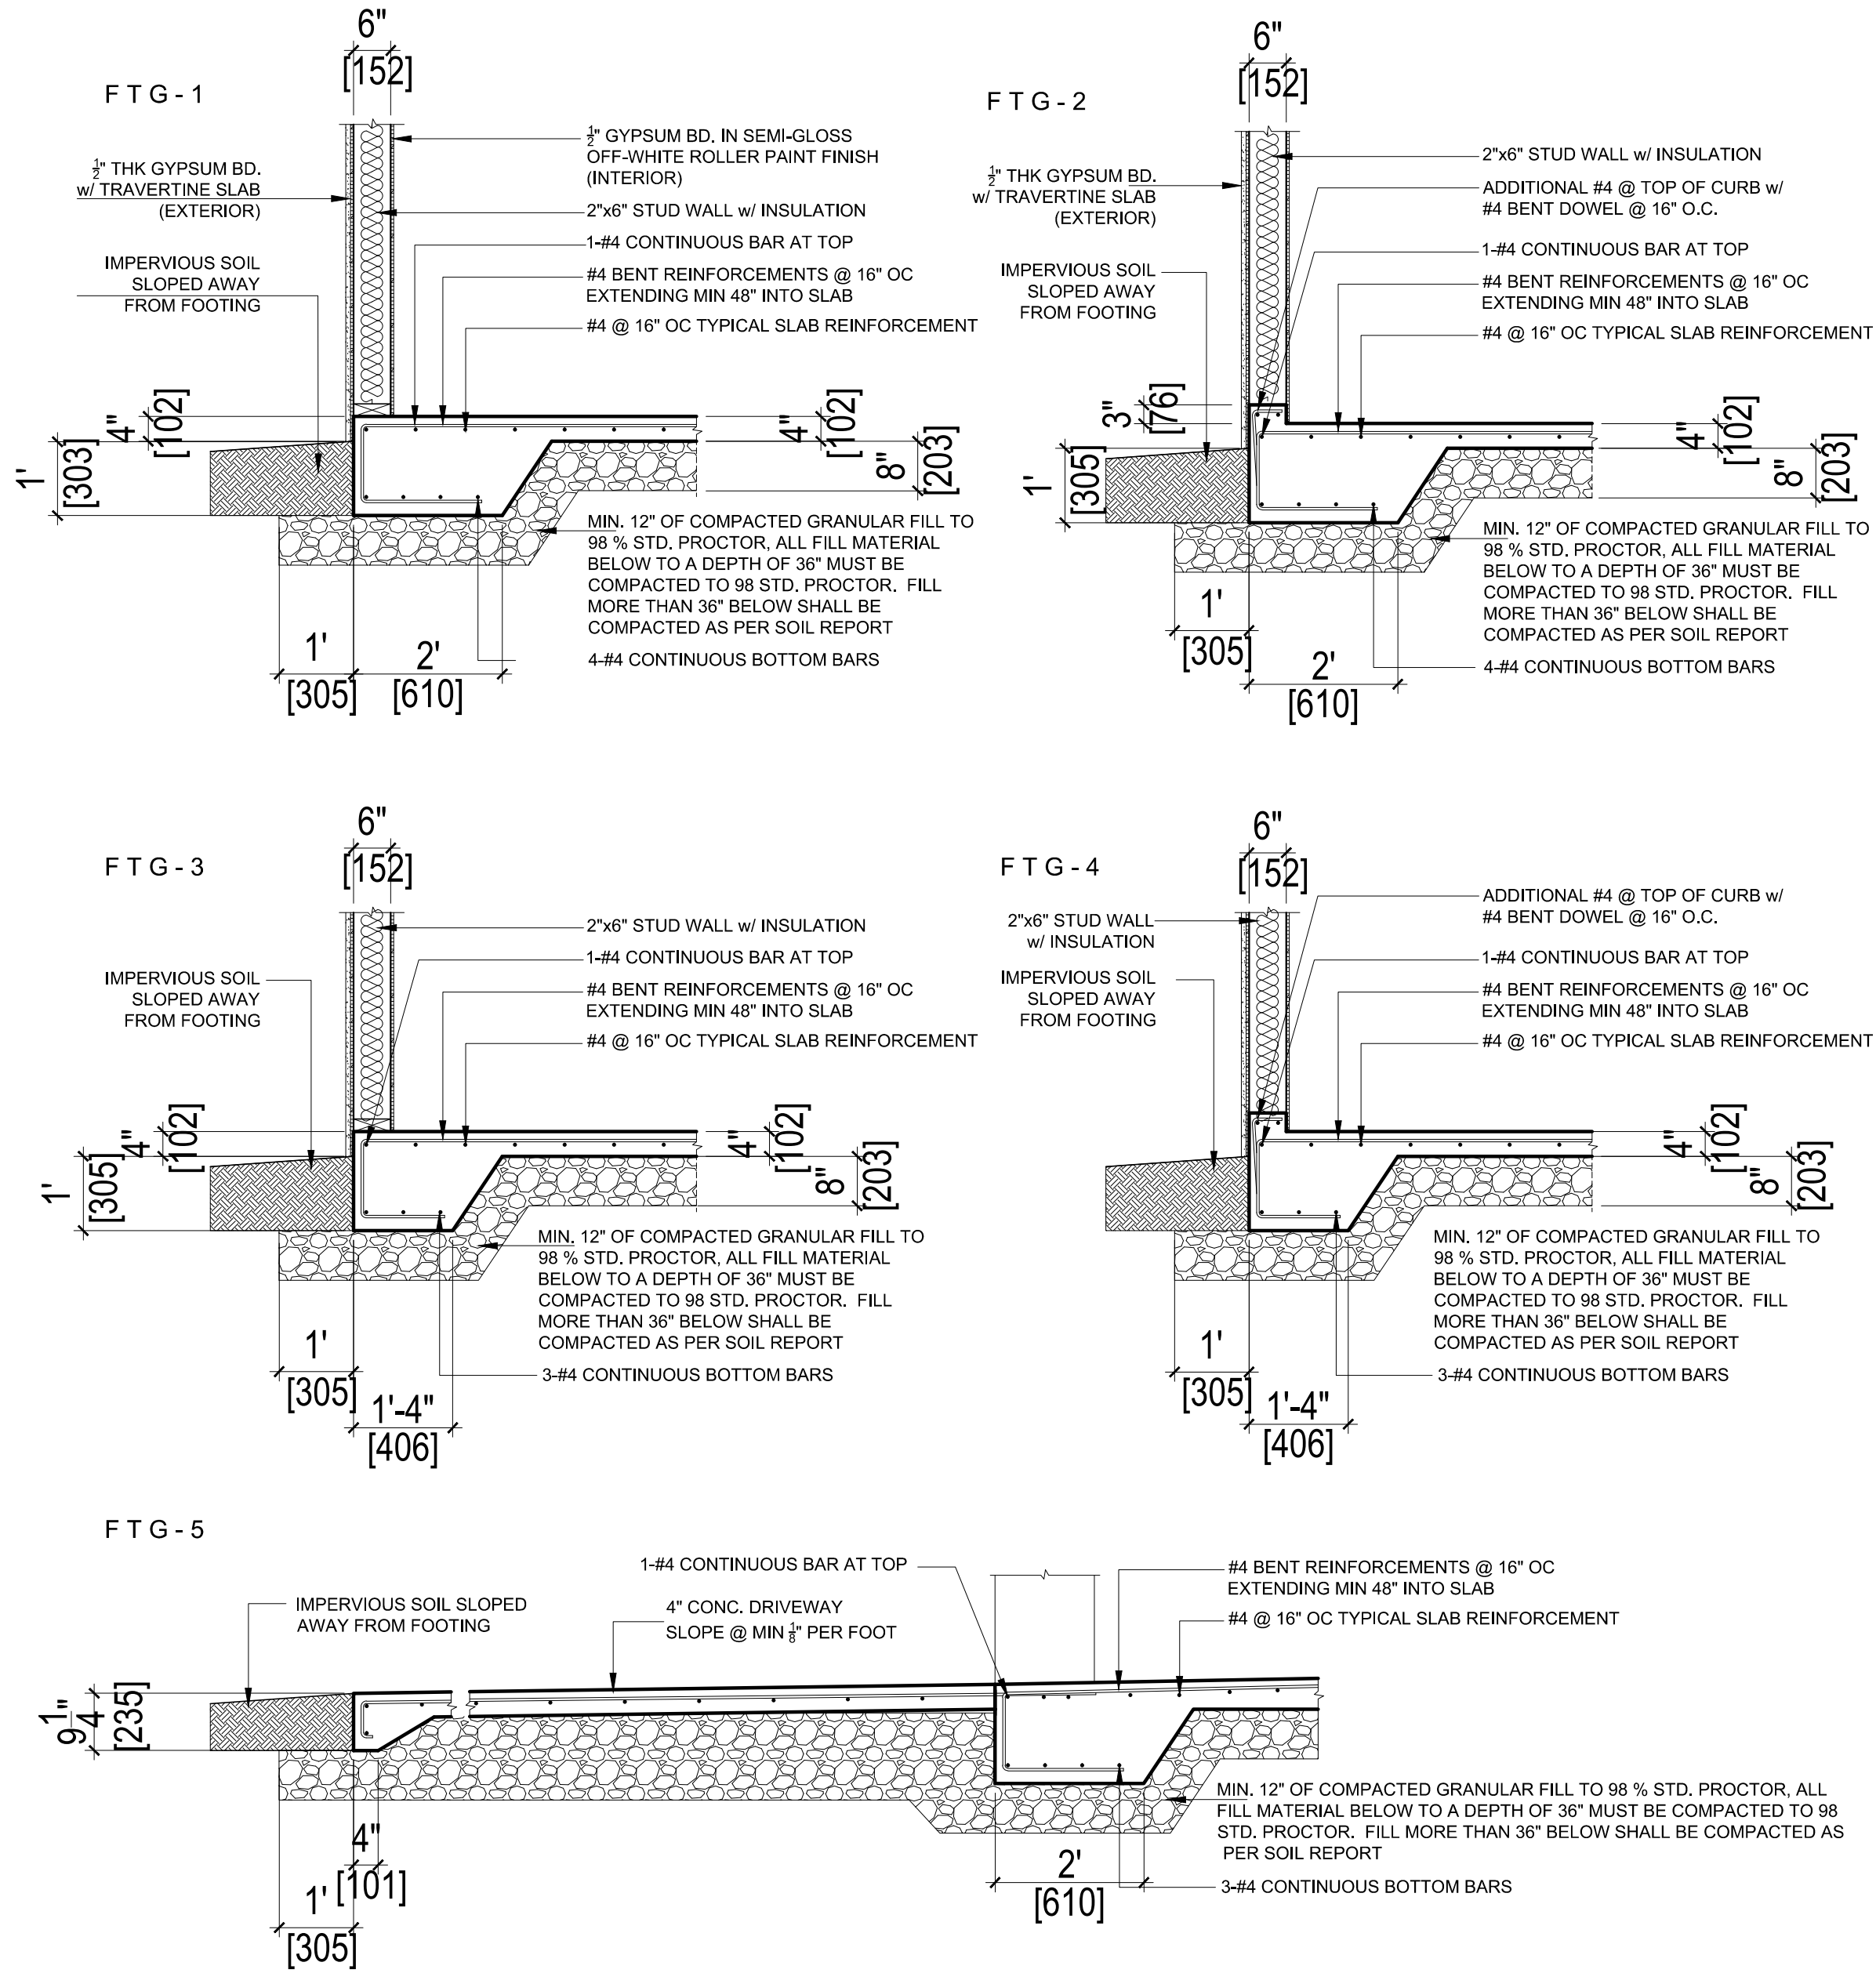 FTG-1
6"
[152]
½" THK GYPSUM BD.
w/ TRAVERTINE SLAB
(EXTERIOR)
IMPERVIOUS SOIL
SLOPED AWAY
FROM FOOTING
½" GYPSUM BD. IN SEMI-GLOSS
OFF-WHITE ROLLER PAINT FINISH
(INTERIOR)
2"x6" STUD WALL w/ INSULATION
1-#4 CONTINUOUS BAR AT TOP
#4 BENT REINFORCEMENTS @ 16" OC
EXTENDING MIN 48" INTO SLAB
#4 @ 16" OC TYPICAL SLAB REINFORCEMENT
4"
[102]
1'
[303]
4"
[102]
8"
[203]
MIN. 12" OF COMPACTED GRANULAR FILL TO
98 % STD. PROCTOR, ALL FILL MATERIAL
BELOW TO A DEPTH OF 36" MUST BE
COMPACTED TO 98 STD. PROCTOR. FILL
MORE THAN 36" BELOW SHALL BE
COMPACTED AS PER SOIL REPORT
4-#4 CONTINUOUS BOTTOM BARS
1'
[305]
2'
[610]
FTG-2
6"
[152]
½" THK GYPSUM BD.
w/ TRAVERTINE SLAB
(EXTERIOR)
IMPERVIOUS SOIL
SLOPED AWAY
FROM FOOTING
2"x6" STUD WALL w/ INSULATION
ADDITIONAL #4 @ TOP OF CURB w/
#4 BENT DOWEL @ 16" O.C.
1-#4 CONTINUOUS BAR AT TOP
#4 BENT REINFORCEMENTS @ 16" OC
EXTENDING MIN 48" INTO SLAB
#4 @ 16" OC TYPICAL SLAB REINFORCEMENT
3"
[76]
1'
[305]
4"
[102]
8"
[203]
MIN. 12" OF COMPACTED GRANULAR FILL TO
98 % STD. PROCTOR, ALL FILL MATERIAL
BELOW TO A DEPTH OF 36" MUST BE
COMPACTED TO 98 STD. PROCTOR. FILL
MORE THAN 36" BELOW SHALL BE
COMPACTED AS PER SOIL REPORT
4-#4 CONTINUOUS BOTTOM BARS
1'
[305]
2'
[610]
FTG-3
6"
[152]
IMPERVIOUS SOIL
SLOPED AWAY
FROM FOOTING
2"x6" STUD WALL w/ INSULATION
1-#4 CONTINUOUS BAR AT TOP
#4 BENT REINFORCEMENTS @ 16" OC
EXTENDING MIN 48" INTO SLAB
#4 @ 16" OC TYPICAL SLAB REINFORCEMENT
4"
[102]
1'
[305]
4"
[102]
8"
[203]
MIN. 12" OF COMPACTED GRANULAR FILL TO
98 % STD. PROCTOR, ALL FILL MATERIAL
BELOW TO A DEPTH OF 36" MUST BE
COMPACTED TO 98 STD. PROCTOR. FILL
MORE THAN 36" BELOW SHALL BE
COMPACTED AS PER SOIL REPORT
3-#4 CONTINUOUS BOTTOM BARS
1'
[305]
1'-4"
[406]
FTG-4
6"
[152]
2"x6" STUD WALL
w/ INSULATION
IMPERVIOUS SOIL
SLOPED AWAY
FROM FOOTING
ADDITIONAL #4 @ TOP OF CURB w/
#4 BENT DOWEL @ 16" O.C.
1-#4 CONTINUOUS BAR AT TOP
#4 BENT REINFORCEMENTS @ 16" OC
EXTENDING MIN 48" INTO SLAB
#4 @ 16" OC TYPICAL SLAB REINFORCEMENT
4"
[102]
8"
[203]
MIN. 12" OF COMPACTED GRANULAR FILL TO
98 % STD. PROCTOR, ALL FILL MATERIAL
BELOW TO A DEPTH OF 36" MUST BE
COMPACTED TO 98 STD. PROCTOR. FILL
MORE THAN 36" BELOW SHALL BE
COMPACTED AS PER SOIL REPORT
3-#4 CONTINUOUS BOTTOM BARS
1'
[305]
1'-4"
[406]
FTG-5
IMPERVIOUS SOIL SLOPED
AWAY FROM FOOTING
1-#4 CONTINUOUS BAR AT TOP
4" CONC. DRIVEWAY
SLOPE @ MIN ⅛" PER FOOT
#4 BENT REINFORCEMENTS @ 16" OC
EXTENDING MIN 48" INTO SLAB
#4 @ 16" OC TYPICAL SLAB REINFORCEMENT
9¼"
[235]
MIN. 12" OF COMPACTED GRANULAR FILL TO 98 % STD. PROCTOR, ALL
FILL MATERIAL BELOW TO A DEPTH OF 36" MUST BE COMPACTED TO 98
STD. PROCTOR. FILL MORE THAN 36" BELOW SHALL BE COMPACTED AS
PER SOIL REPORT
3-#4 CONTINUOUS BOTTOM BARS
4"
[101]
1'
[305]
2'
[610]